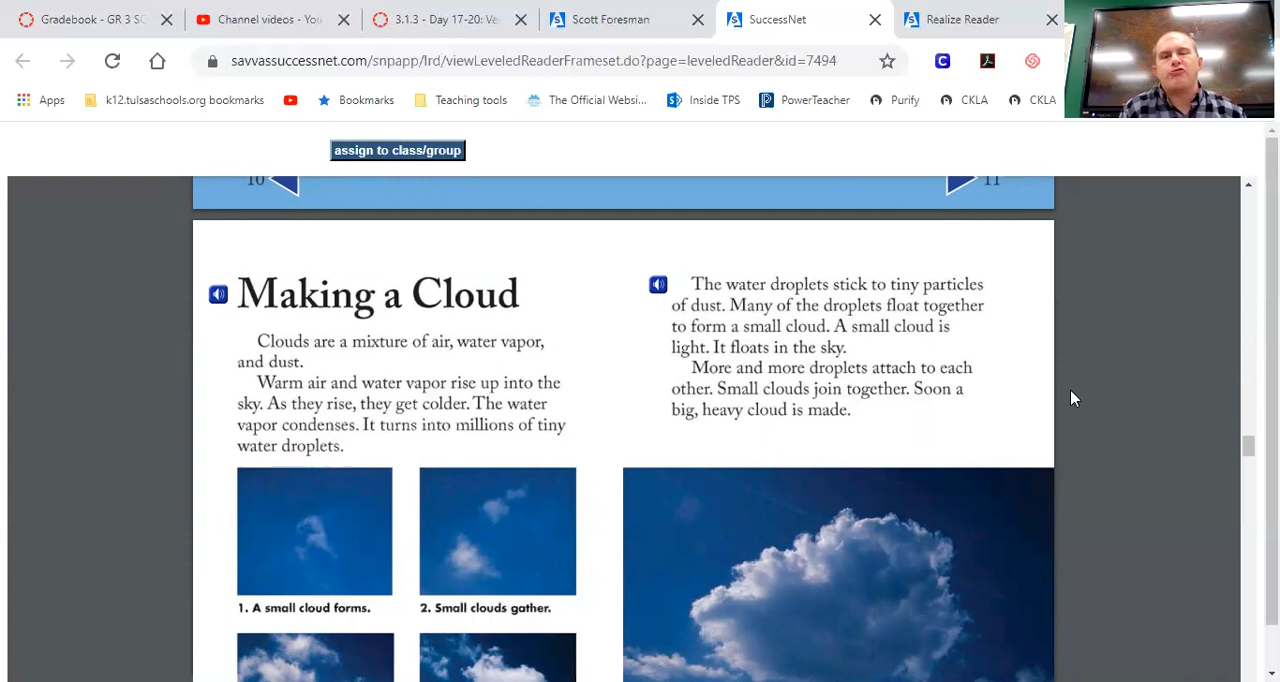 Gradebook - GR 3 SC
Channel videos - You
3.1.3 - Day 17-20: Ve
Scott Foresman
SuccessNet
Realize Reader
savvassuccessnet.com/snpapp/lrd/viewLeveledReaderFrameset.do?page=leveledReader&id=7494
Apps
k12.tulsaschools.org bookmarks
Bookmarks
Teaching tools
The Official Websi...
Inside TPS
PowerTeacher
Purify
CKLA
CKLA
assign to class/group
10
11
Making a Cloud
Clouds are a mixture of air, water vapor,
and dust.
Warm air and water vapor rise up into the
sky. As they rise, they get colder. The water
vapor condenses. It turns into millions of tiny
water droplets.
1. A small cloud forms.
2. Small clouds gather.
The water droplets stick to tiny particles
of dust. Many of the droplets float together
to form a small cloud. A small cloud is
light. It floats in the sky.
More and more droplets attach to each
other. Small clouds join together. Soon a
big, heavy cloud is made.